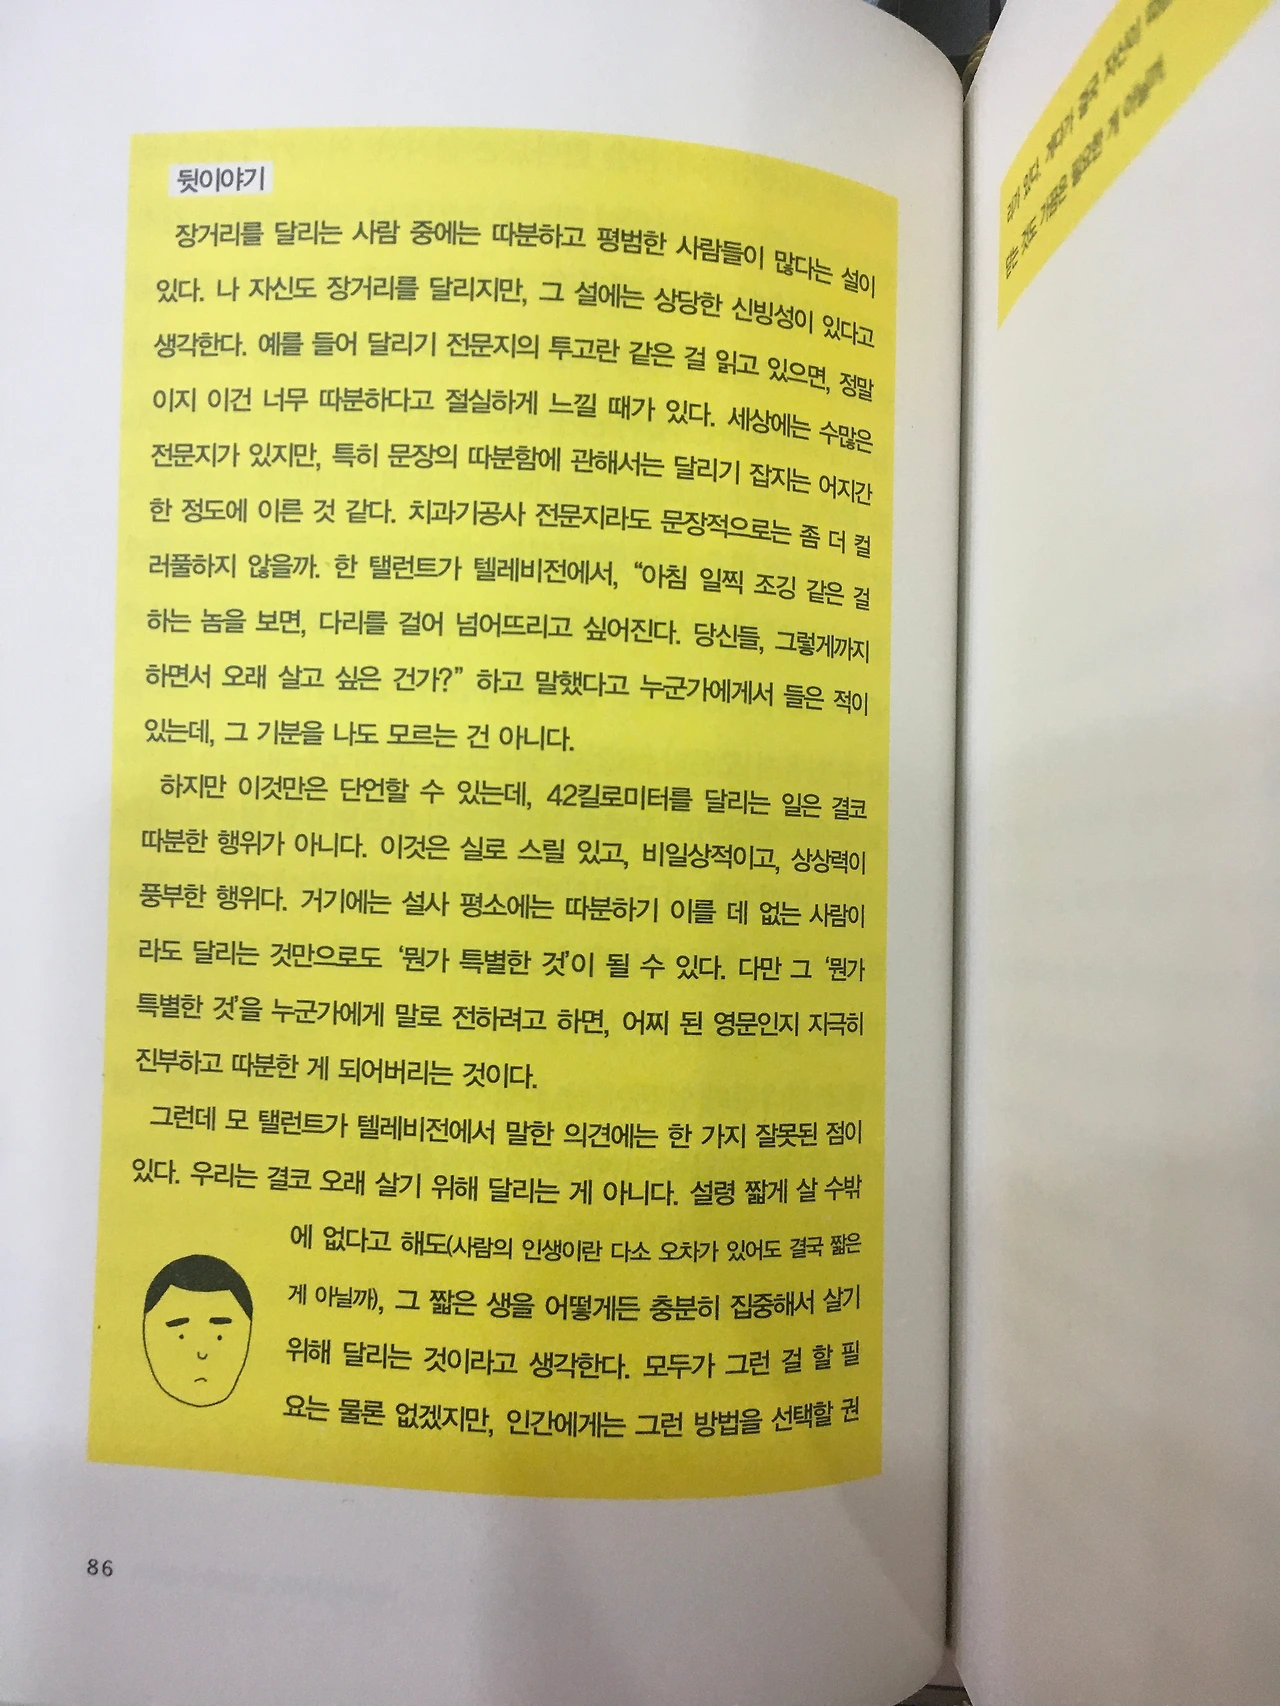 뒷이야기
장거리를 달리는 사람 중에는 따분하고 평범한 사람들이 많다는 설이
있다. 나 자신도 장거리를 달리지만, 그 설에는 상당한 신빙성이 있다고
생각한다. 예를 들어 달리기 전문지의 투고란 같은 걸 읽고 있으면, 정말
이지 이건 너무 따분하다고 절실하게 느낄 때가 있다. 세상에는 수많은
전문지가 있지만, 특히 문장의 따분함에 관해서는 달리기 잡지는 어지간
한 정도에 이른 것 같다. 치과기공사 전문지라도 문장적으로는 좀 더 컬
러풀하지 않을까. 한 탤런트가 텔레비전에서, “아침 일찍 조깅 같은 걸
하는 놈을 보면, 다리를 걸어 넘어뜨리고 싶어진다. 당신들, 그렇게까지
하면서 오래 살고 싶은 건가?” 하고 말했다고 누군가에게서 들은 적이
있는데, 그 기분을 나도 모르는 건 아니다.
하지만 이것만은 단언할 수 있는데, 42킬로미터를 달리는 일은 결코
따분한 행위가 아니다. 이것은 실로 스릴 있고, 비일상적이고, 상상력이
풍부한 행위다. 거기에는 설사 평소에는 따분하기 이를 데 없는 사람이
라도 달리는 것만으로도 ‘뭔가 특별한 것’이 될 수 있다. 다만 그 ‘뭔가
특별한 것’을 누군가에게 말로 전하려고 하면, 어찌 된 영문인지 지극히
진부하고 따분한 게 되어버리는 것이다.
그런데 모 탤런트가 텔레비전에서 말한 의견에는 한 가지 잘못된 점이
있다. 우리는 결코 오래 살기 위해 달리는 게 아니다. 설령 짧게 살 수밖
에 없다고 해도(사람의 인생이란 다소 오차가 있어도 결국 짧은
게 아닐까), 그 짧은 생을 어떻게든 충분히 집중해서 살기
위해 달리는 것이라고 생각한다. 모두가 그런 걸 할 필
요는 물론 없겠지만, 인간에게는 그런 방법을 선택할 권
86
리가 있다. 게다가 결국 자신이
닫는 것도 가끔은 필요한 게 아닐까.